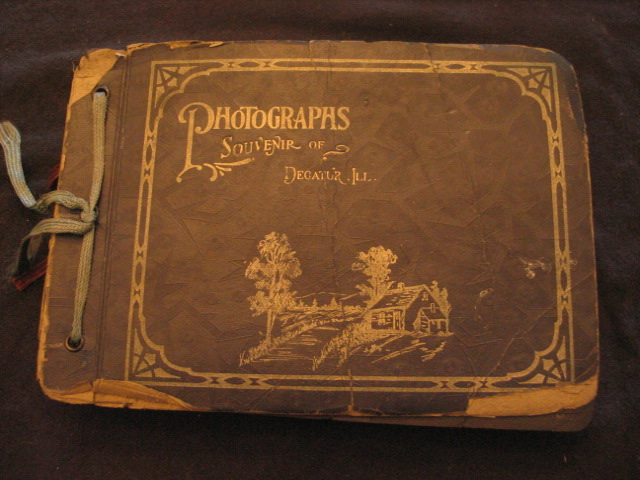 PHOTOGRAPHS
SOUVENIR OF
DECATUR, ILL.